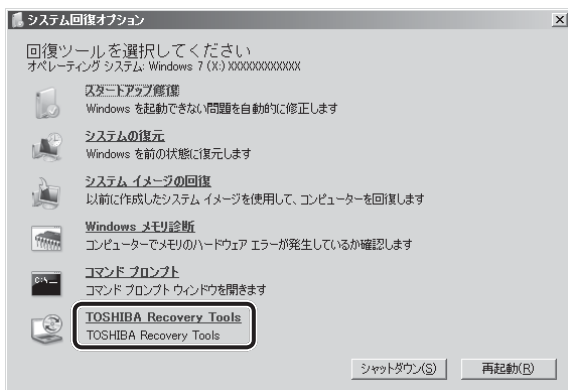 システム回復オプション
回復ツールを選択してください
オペレーティング システム: Windows 7 (X:) XXXXXXXXXXXX
スタートアップ修復
Windows を起動できない問題を自動的に修正します
システムの復元
Windows を前の状態に復元します
システム イメージの回復
以前に作成したシステム イメージを使用して、コンピューターを回復します
Windows メモリ診断
コンピューターでメモリのハードウェア エラーが発生しているか確認します
コマンド プロンプト
コマンド プロンプト ウィンドウを開きます
TOSHIBA Recovery Tools
TOSHIBA Recovery Tools
シャットダウン(S)
再起動(R)